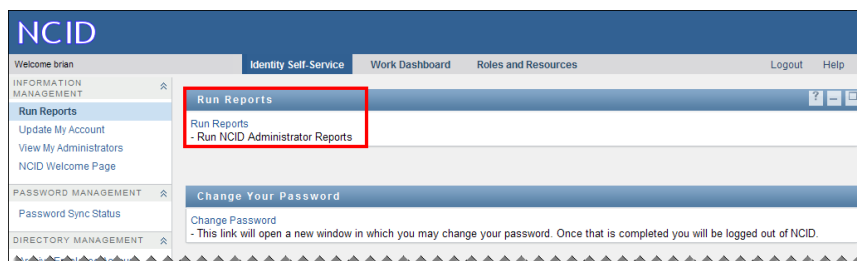 NCID
Welcome brian
Identity Self-Service Work Dashboard Roles and Resources Logout Help
INFORMATION
MANAGEMENT
Run Reports
Update My Account
View My Administrators
NCID Welcome Page
PASSWORD MANAGEMENT
Password Sync Status
DIRECTORY MANAGEMENT
Run Reports ?
Run Reports
- Run NCID Administrator Reports
Change Your Password
Change Password
- This link will open a new window in which you may change your password. Once that is completed you will be logged out of NCID.